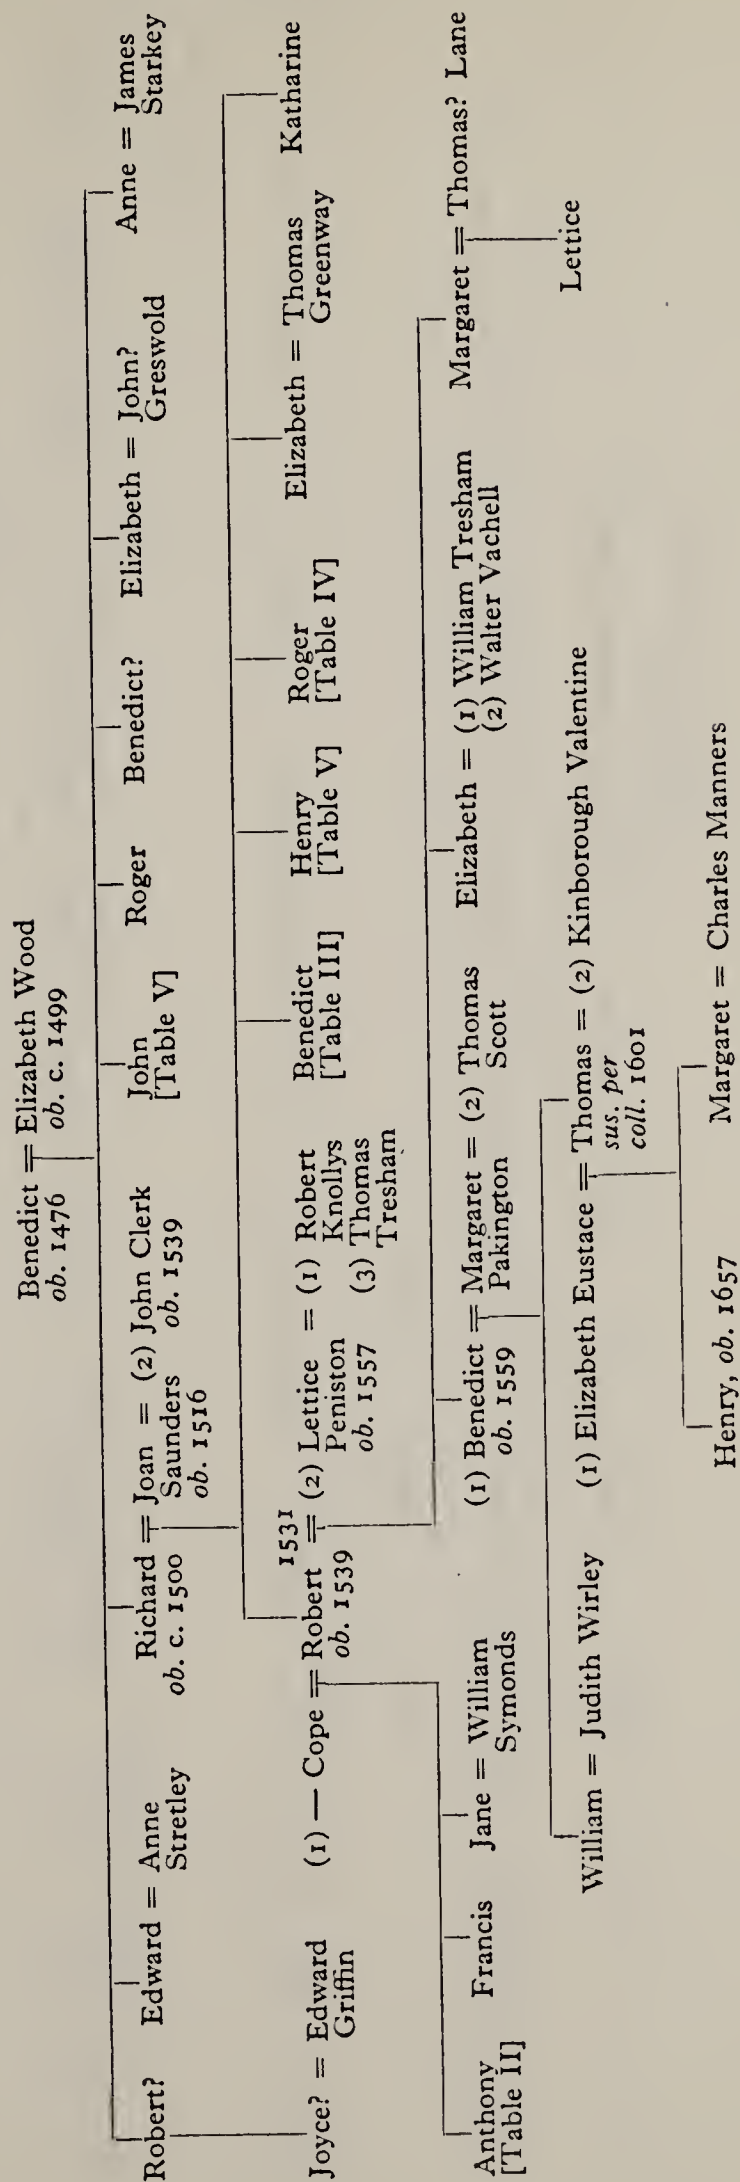 Benedict = Elizabeth Wood
ob. 1476 ob. c. 1499
Robert? Edward = Anne Richard = Joan = (2) John Clerk John Roger Benedict? Elizabeth = John? Anne = James
Stretley ob. c. 1500 Saunders ob. 1539 [Table V] Greswold Starkey
ob. 1516
1531
Joyce? = Edward (1) — Cope = Robert = (2) Lettice = (1) Robert Benedict Henry Roger Elizabeth = Thomas Katharine
Griffin ob. 1539 Peniston Knollys [Table III] [Table V] [Table IV] Greenway
ob. 1557 (3) Thomas
Tresham
Anthony Francis Jane = William (1) Benedict = Margaret = (2) Thomas Elizabeth = (1) William Tresham Margaret = Thomas? Lane
[Table II] Symonds ob. 1559 Pakington Scott (2) Walter Vachell
Lettice
William = Judith Wirley (1) Elizabeth Eustace = Thomas = (2) Kinborough Valentine
sus. per
coll. 1601
Henry, ob. 1657 Margaret = Charles Manners